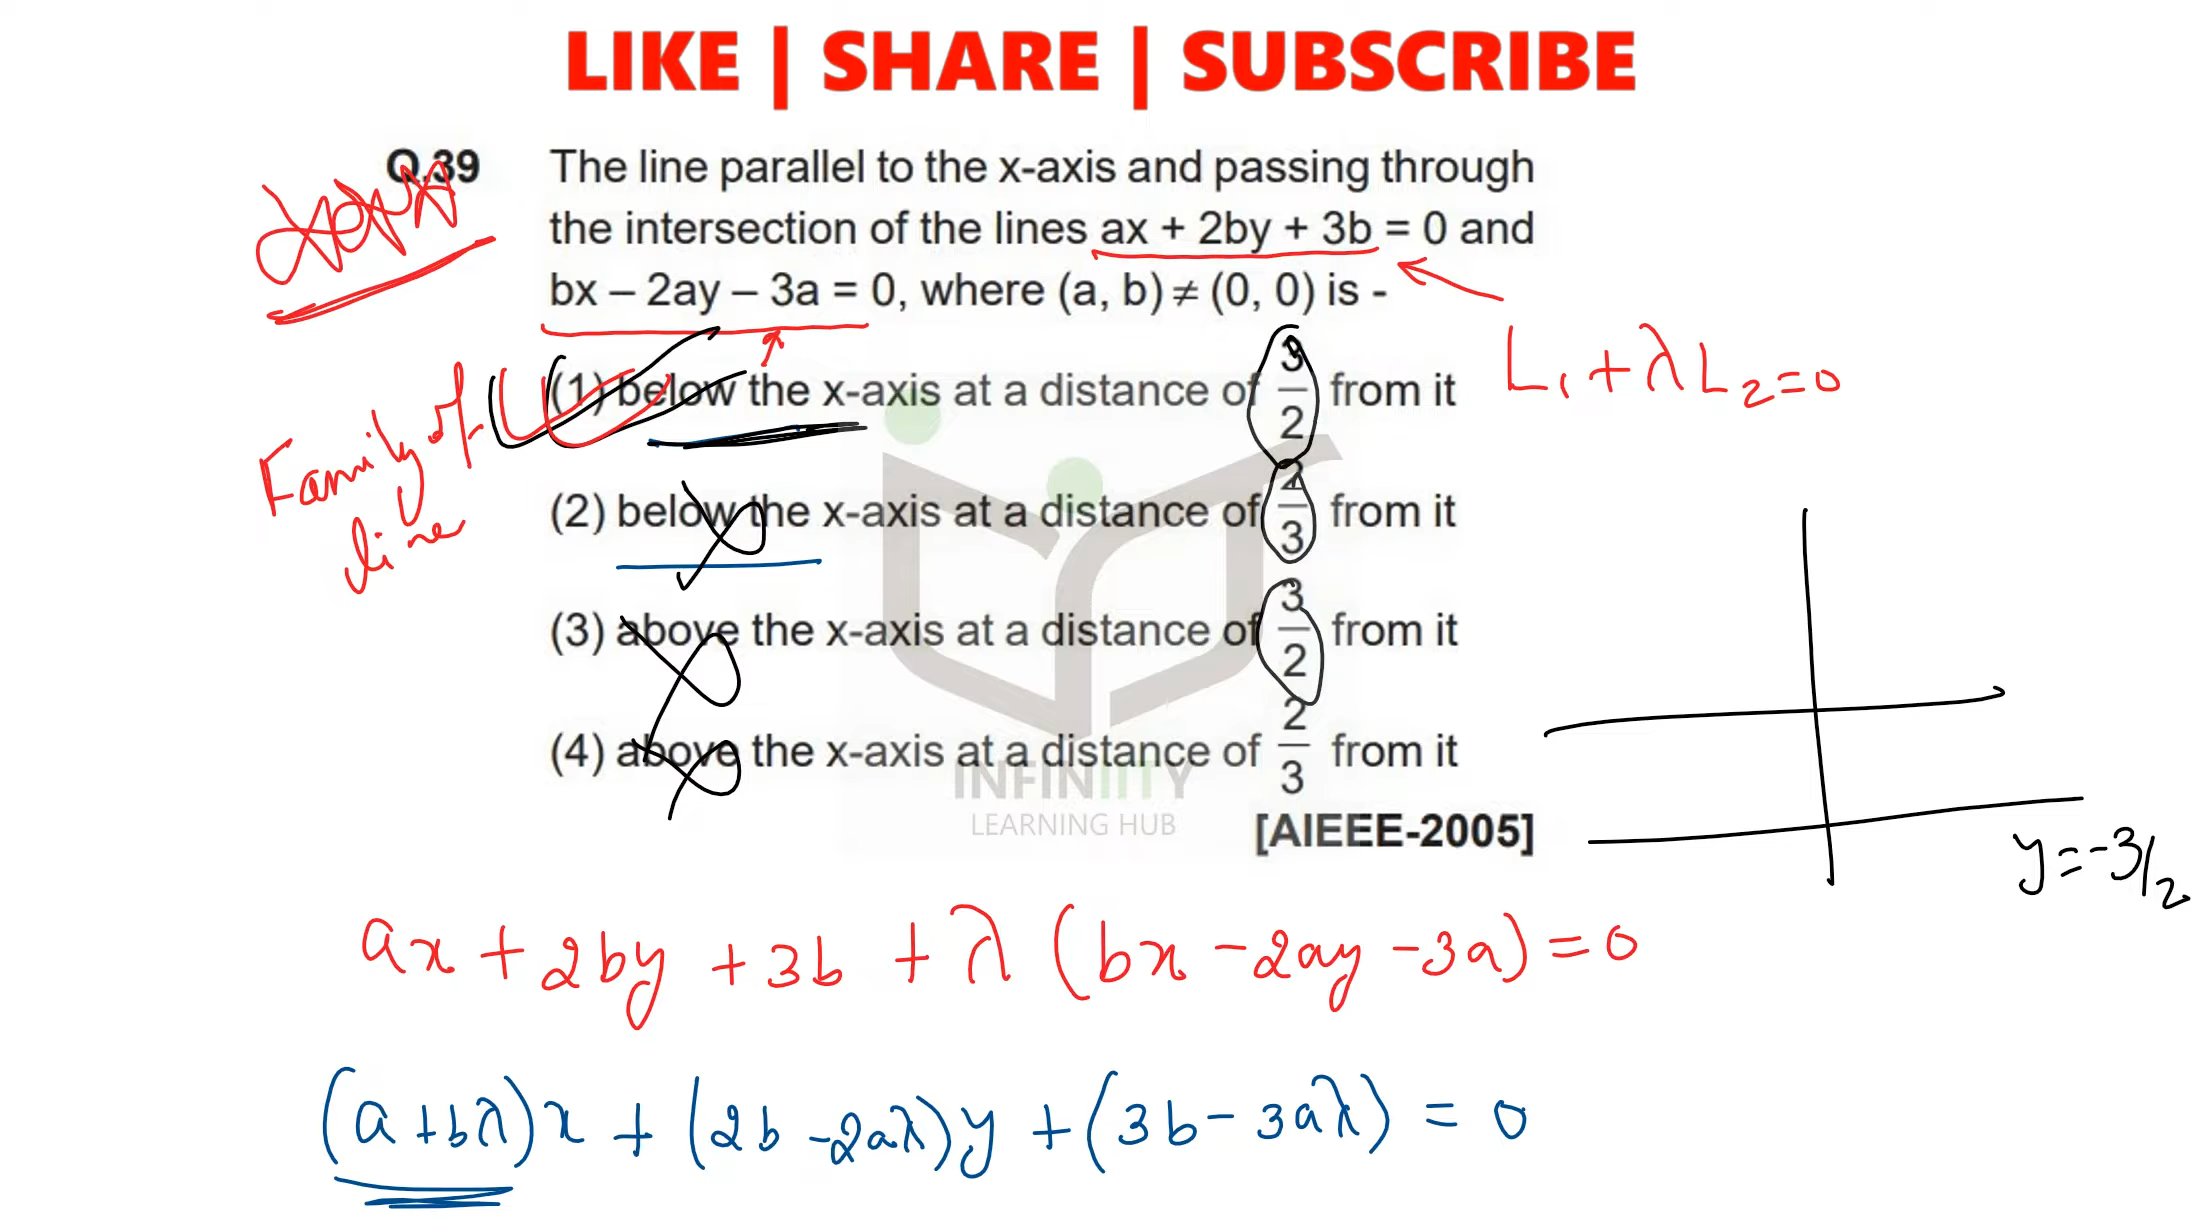 LIKE | SHARE | SUBSCRIBE
Q.39 The line parallel to the x-axis and passing through
the intersection of the lines ax + 2by + 3b = 0 and
bx – 2ay – 3a = 0, where (a, b) ≠ (0, 0) is -
(1) below the x-axis at a distance of 3/2 from it
L₁ + λL₂ = 0
Family of
line
(2) below the x-axis at a distance of 2/3 from it
(3) above the x-axis at a distance of 3/2 from it
(4) above the x-axis at a distance of 2/3 from it
INFINIITY
LEARNING HUB
[AIEEE-2005]
y = -3/2
ax + 2by + 3b + λ (bx - 2ay - 3a) = 0
(a + bλ)x + (2b - 2aλ)y + (3b - 3aλ) = 0